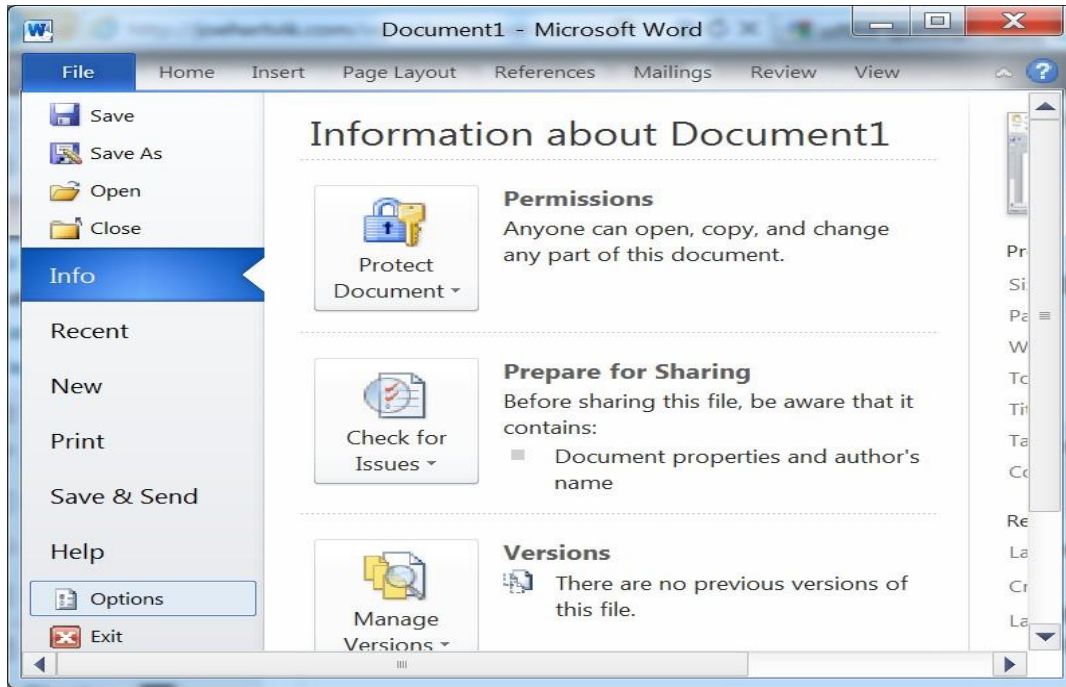 Document1 - Microsoft Word
File Home Insert Page Layout References Mailings Review View
Save
Save As
Open
Close
Info
Recent
New
Print
Save & Send
Help
Options
Exit
Information about Document1
Protect
Document
Permissions
Anyone can open, copy, and change
any part of this document.
Check for
Issues
Prepare for Sharing
Before sharing this file, be aware that it
contains:
Document properties and author's
name
Manage
Versions
Versions
There are no previous versions of
this file.